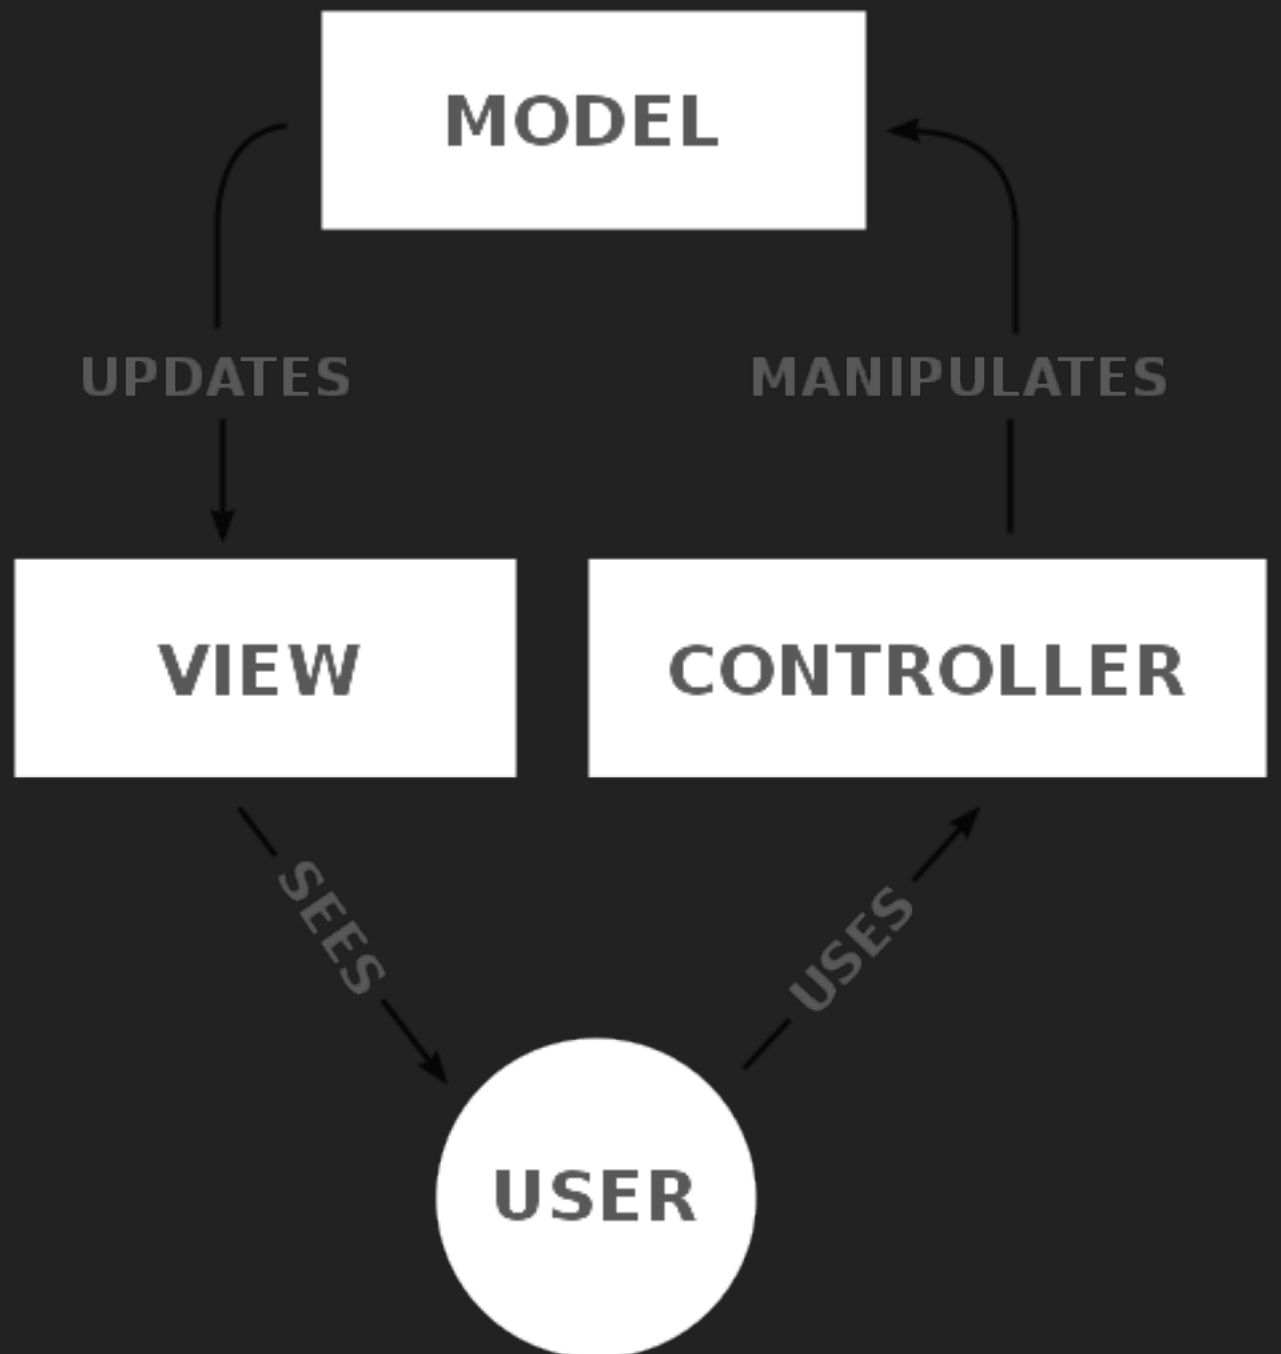 MODEL
UPDATES
MANIPULATES
VIEW
CONTROLLER
SEES
USES
USER